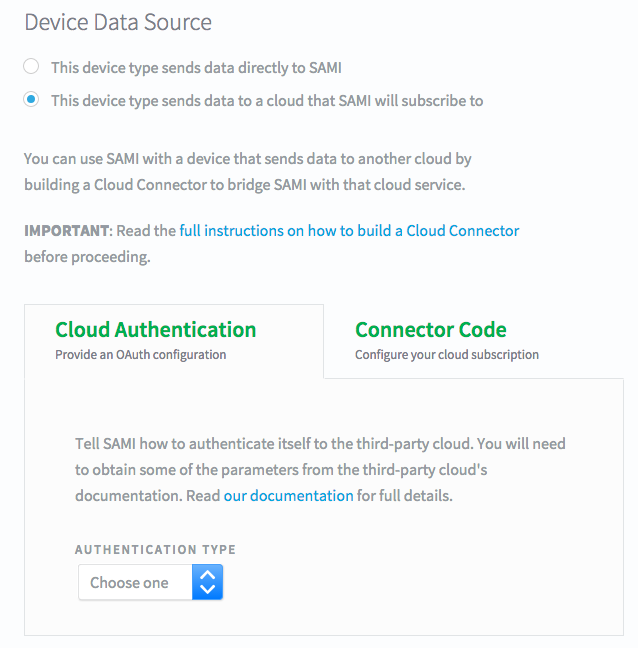 Device Data Source
This device type sends data directly to SAMI
This device type sends data to a cloud that SAMI will subscribe to
You can use SAMI with a device that sends data to another cloud by
building a Cloud Connector to bridge SAMI with that cloud service.
IMPORTANT: Read the full instructions on how to build a Cloud Connector
before proceeding.
Cloud Authentication
Provide an OAuth configuration
Connector Code
Configure your cloud subscription
Tell SAMI how to authenticate itself to the third-party cloud. You will need
to obtain some of the parameters from the third-party cloud's
documentation. Read our documentation for full details.
AUTHENTICATION TYPE
Choose one